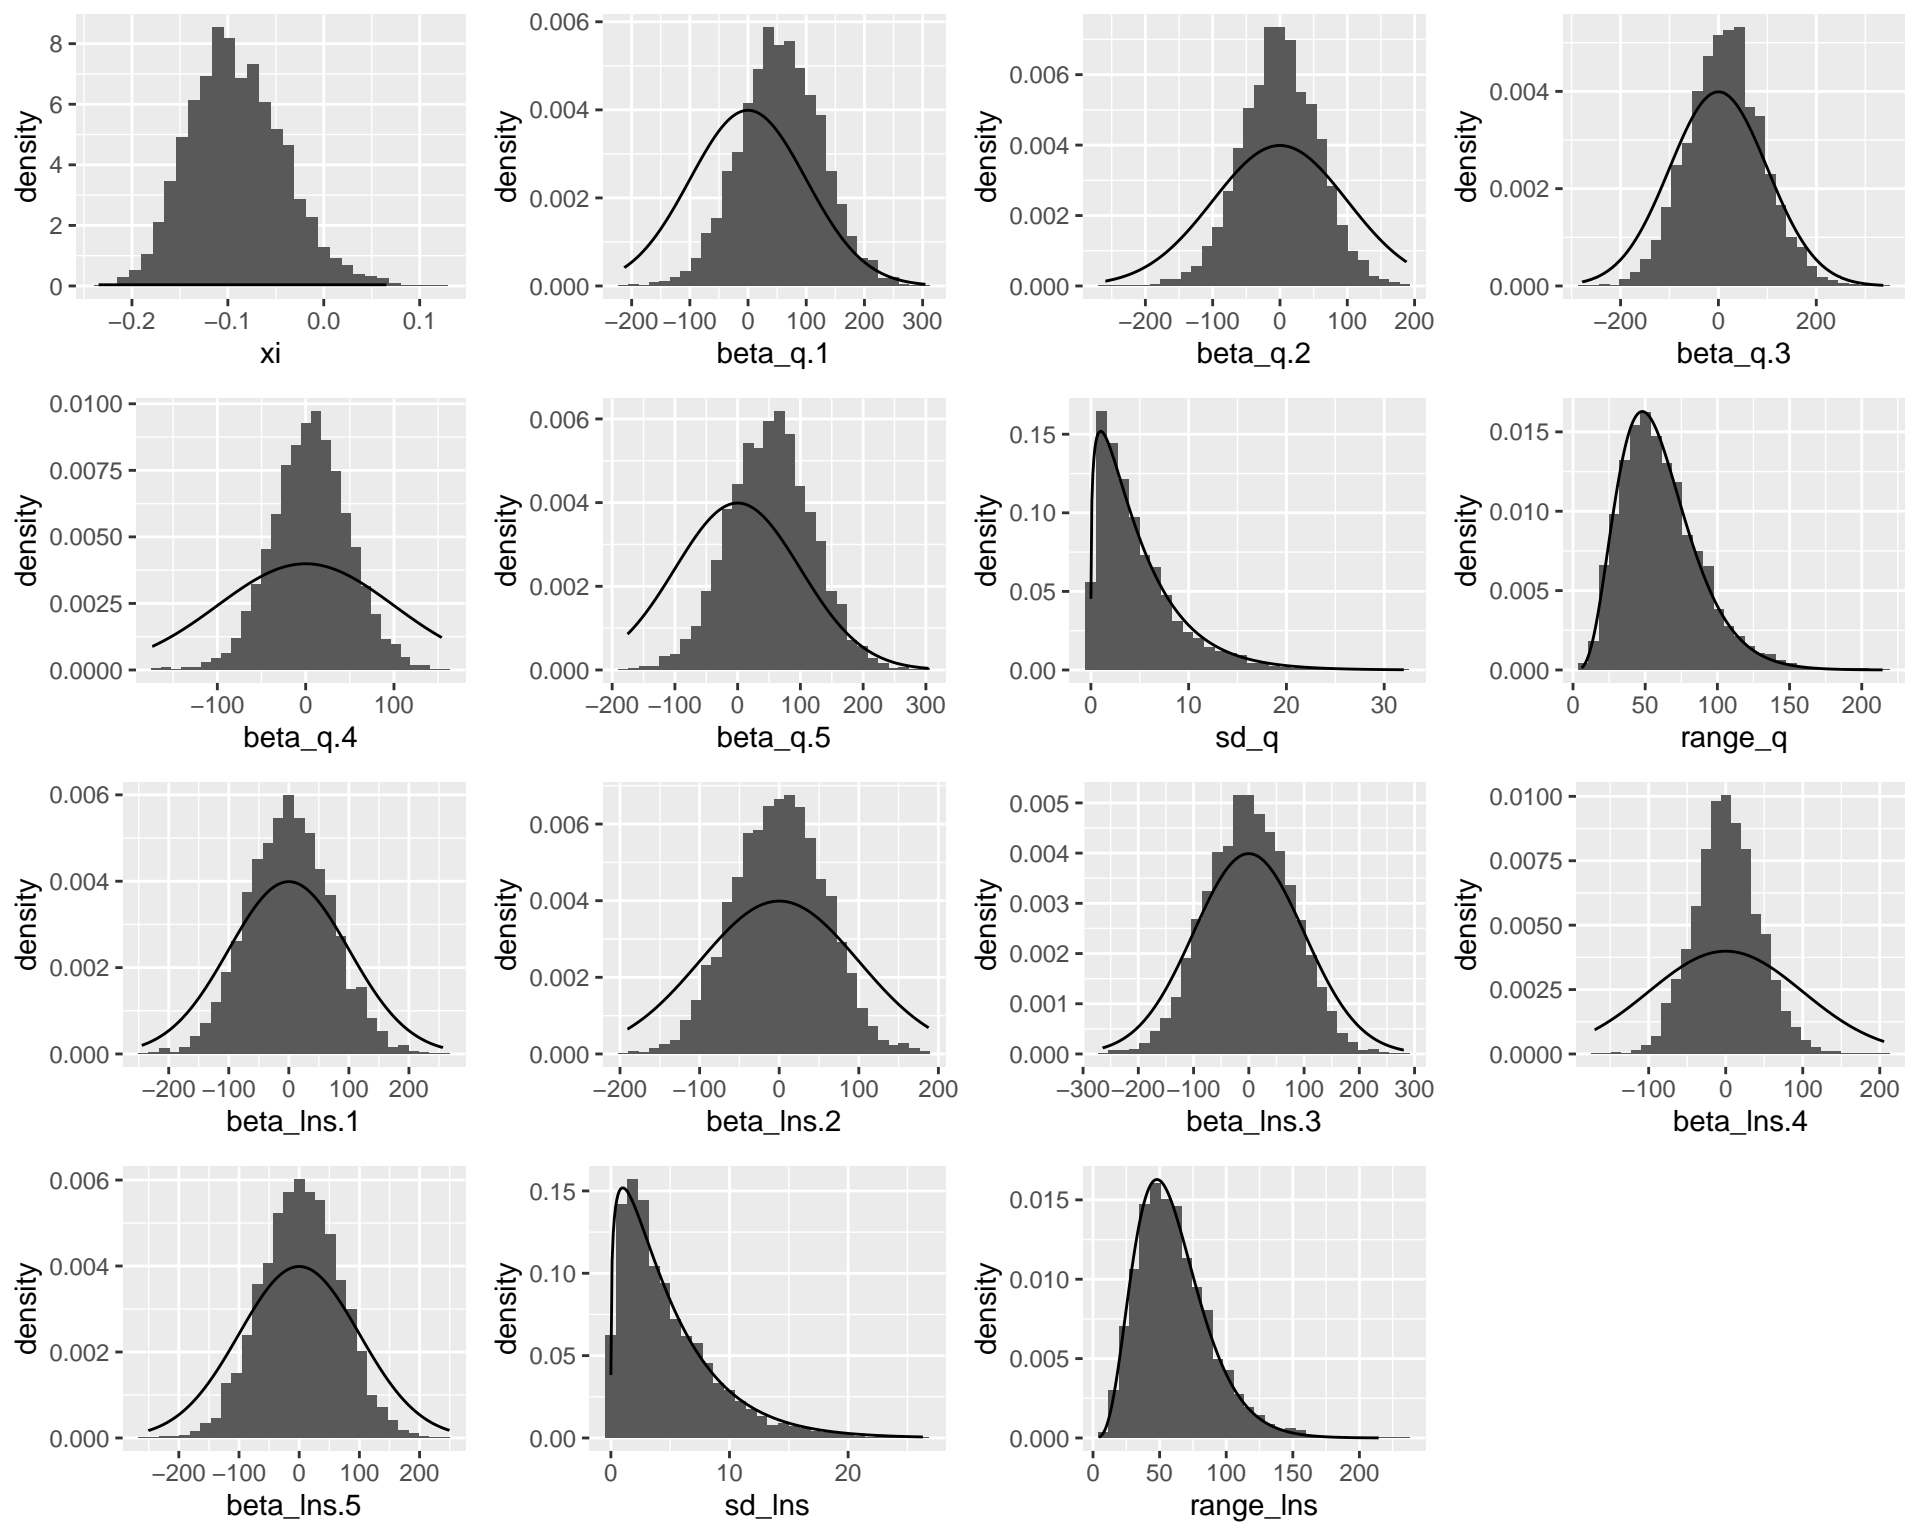 density
8
6
4
2
0
−0.2 −0.1 0.0 0.1
xi
density
0.006
0.004
0.002
0.000
−200 −100 0 100 200 300
beta_q.1
density
0.006
0.004
0.002
0.000
−200 −100 0 100 200
beta_q.2
density
0.004
0.002
0.000
−200 0 200
beta_q.3
density
0.0100
0.0075
0.0050
0.0025
0.0000
−100 0 100
beta_q.4
density
0.006
0.004
0.002
0.000
−200 −100 0 100 200 300
beta_q.5
density
0.15
0.10
0.05
0.00
0 10 20 30
sd_q
density
0.015
0.010
0.005
0.000
0 50 100 150 200
range_q
density
0.006
0.004
0.002
0.000
−200 −100 0 100 200
beta_lns.1
density
0.006
0.004
0.002
0.000
−200 −100 0 100 200
beta_lns.2
density
0.005
0.004
0.003
0.002
0.001
0.000
−300 −200 −100 0 100 200 300
beta_lns.3
density
0.0100
0.0075
0.0050
0.0025
0.0000
−100 0 100 200
beta_lns.4
density
0.006
0.004
0.002
0.000
−200 −100 0 100 200
beta_lns.5
density
0.15
0.10
0.05
0.00
0 10 20
sd_lns
density
0.015
0.010
0.005
0.000
0 50 100 150 200
range_lns